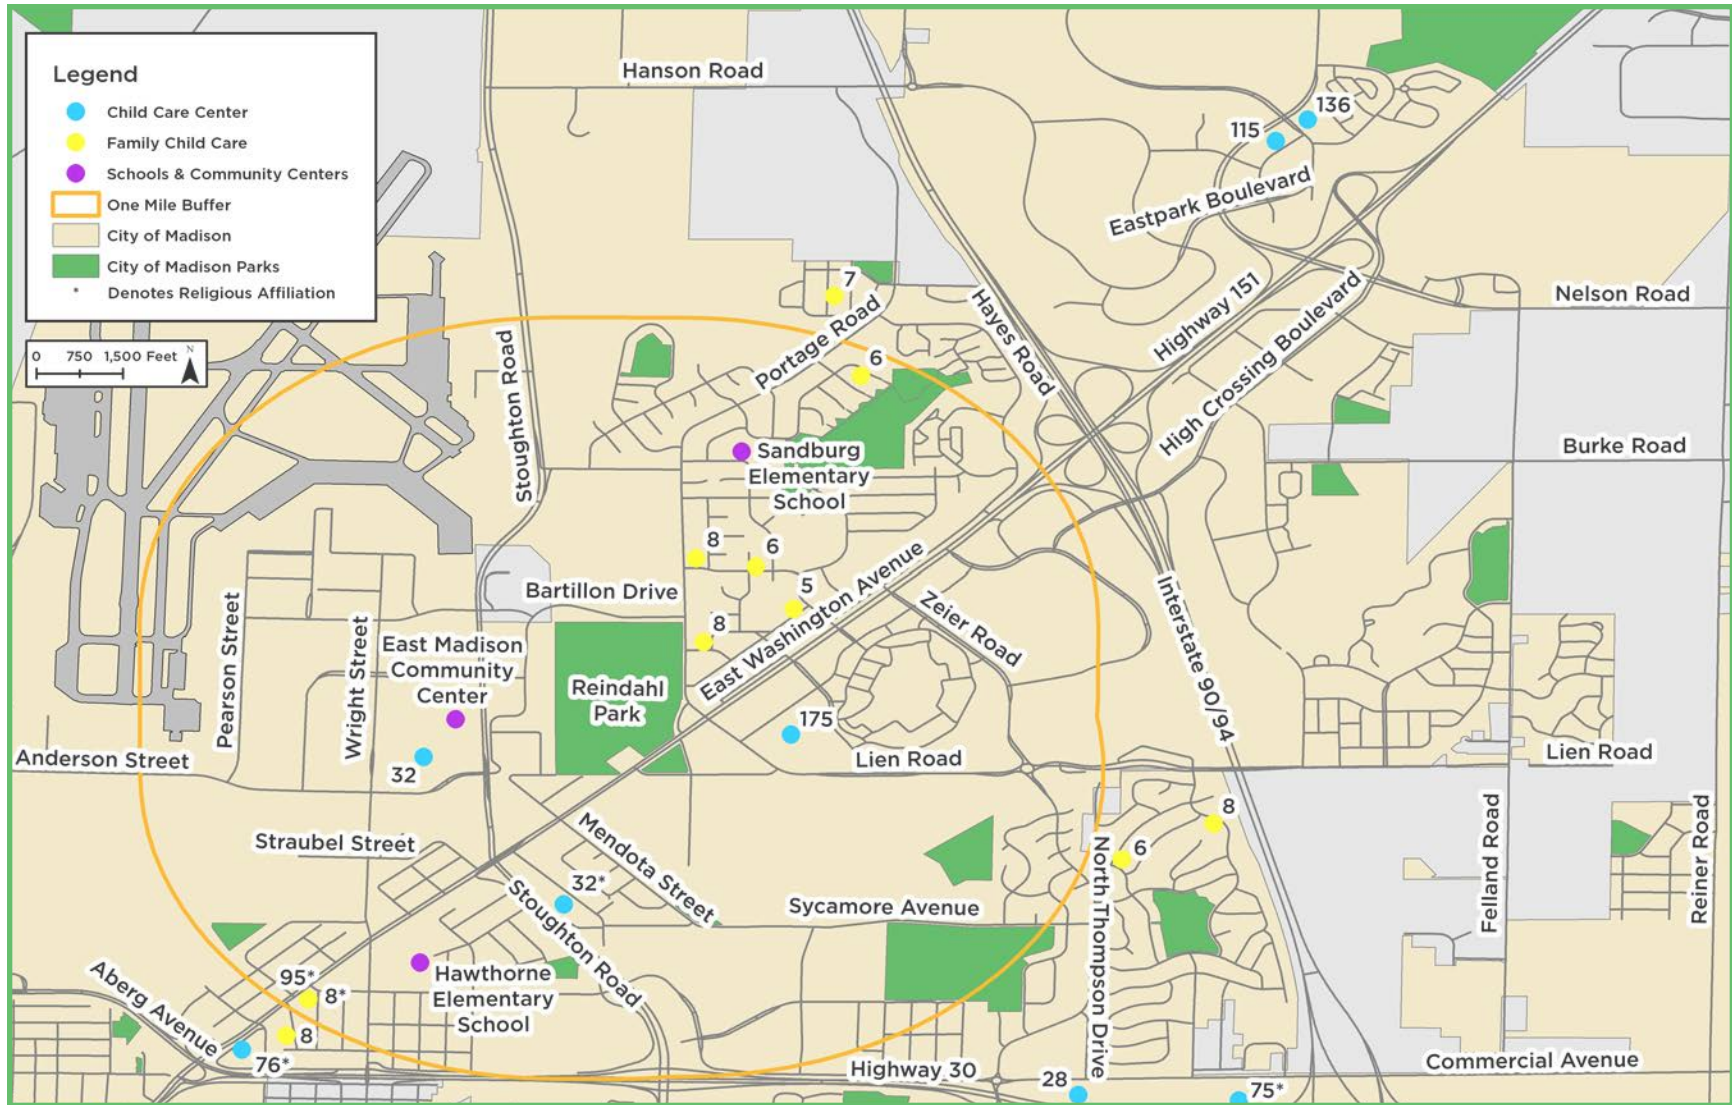 Legend
Child Care Center
Family Child Care
Schools & Community Centers
One Mile Buffer
City of Madison
City of Madison Parks
* Denotes Religious Affiliation
0 750 1,500 Feet
N
Hanson Road
136
115
Eastpark Boulevard
7
Portage Road
Hayes Road
Highway 151
High Crossing Boulevard
Nelson Road
Stoughton Road
6
Burke Road
Sandburg
Elementary
School
8
6
5
8
Bartillon Drive
East Washington Avenue
Zeier Road
Interstate 90/94
Pearson Street
Wright Street
East Madison
Community
Center
Reindahl
Park
175
Anderson Street
32
Lien Road
Lien Road
8
6
Straubel Street
Mendota Street
32*
Stoughton Road
Sycamore Avenue
North Thompson Drive
Felland Road
Reiner Road
Aberg Avenue
95*
8*
8
76*
Hawthorne
Elementary
School
Highway 30
28
75*
Commercial Avenue